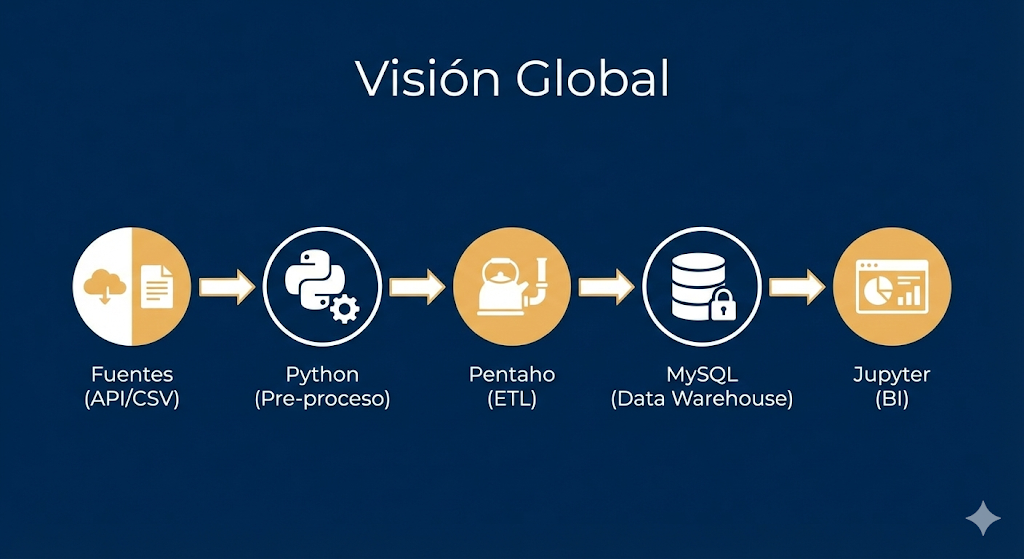 Visión Global
Fuentes
(API/CSV)
Python
(Pre-proceso)
Pentaho
(ETL)
MySQL
(Data Warehouse)
Jupyter
(BI)